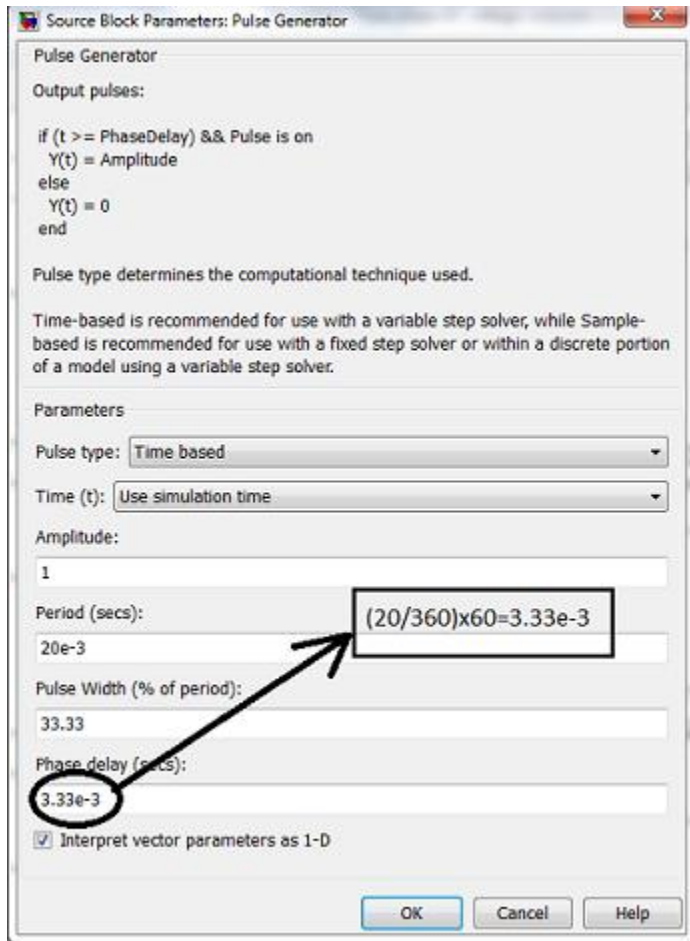 Source Block Parameters: Pulse Generator
Pulse Generator
Output pulses:
if (t >= PhaseDelay) && Pulse is on
Y(t) = Amplitude
else
Y(t) = 0
end
Pulse type determines the computational technique used.
Time-based is recommended for use with a variable step solver, while Sample-
based is recommended for use with a fixed step solver or within a discrete portion
of a model using a variable step solver.
Parameters
Pulse type: Time based
Time (t): Use simulation time
Amplitude:
1
Period (secs):
(20/360)x60=3.33e-3
20e-3
Pulse Width (% of period):
33.33
Phase delay (secs):
3.33e-3
Interpret vector parameters as 1-D
OK Cancel Help